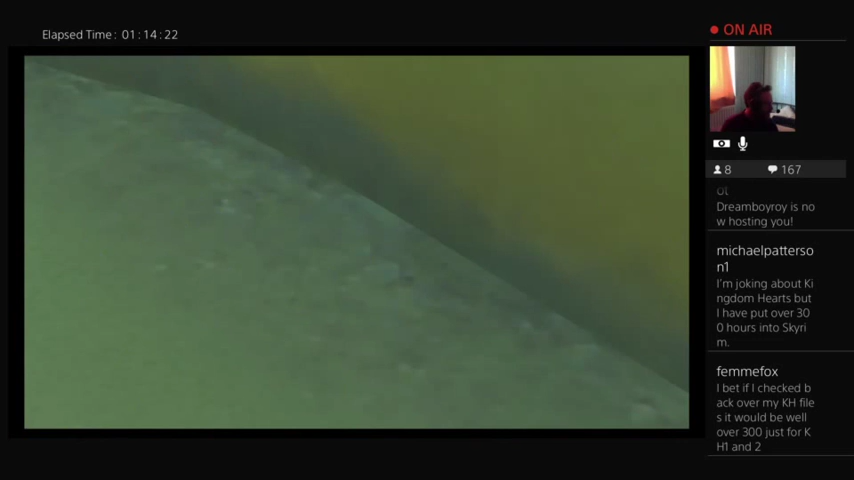 Elapsed Time: 01:14:22
ON AIR
8 167
Dreamboyroy is no
w hosting you!
michaelpatterso
n1
I'm joking about Ki
ngdom Hearts but
I have put over 30
0 hours into Skyri
m.
femmefox
I bet if I checked b
ack over my KH file
s it would be well
over 300 just for K
H1 and 2